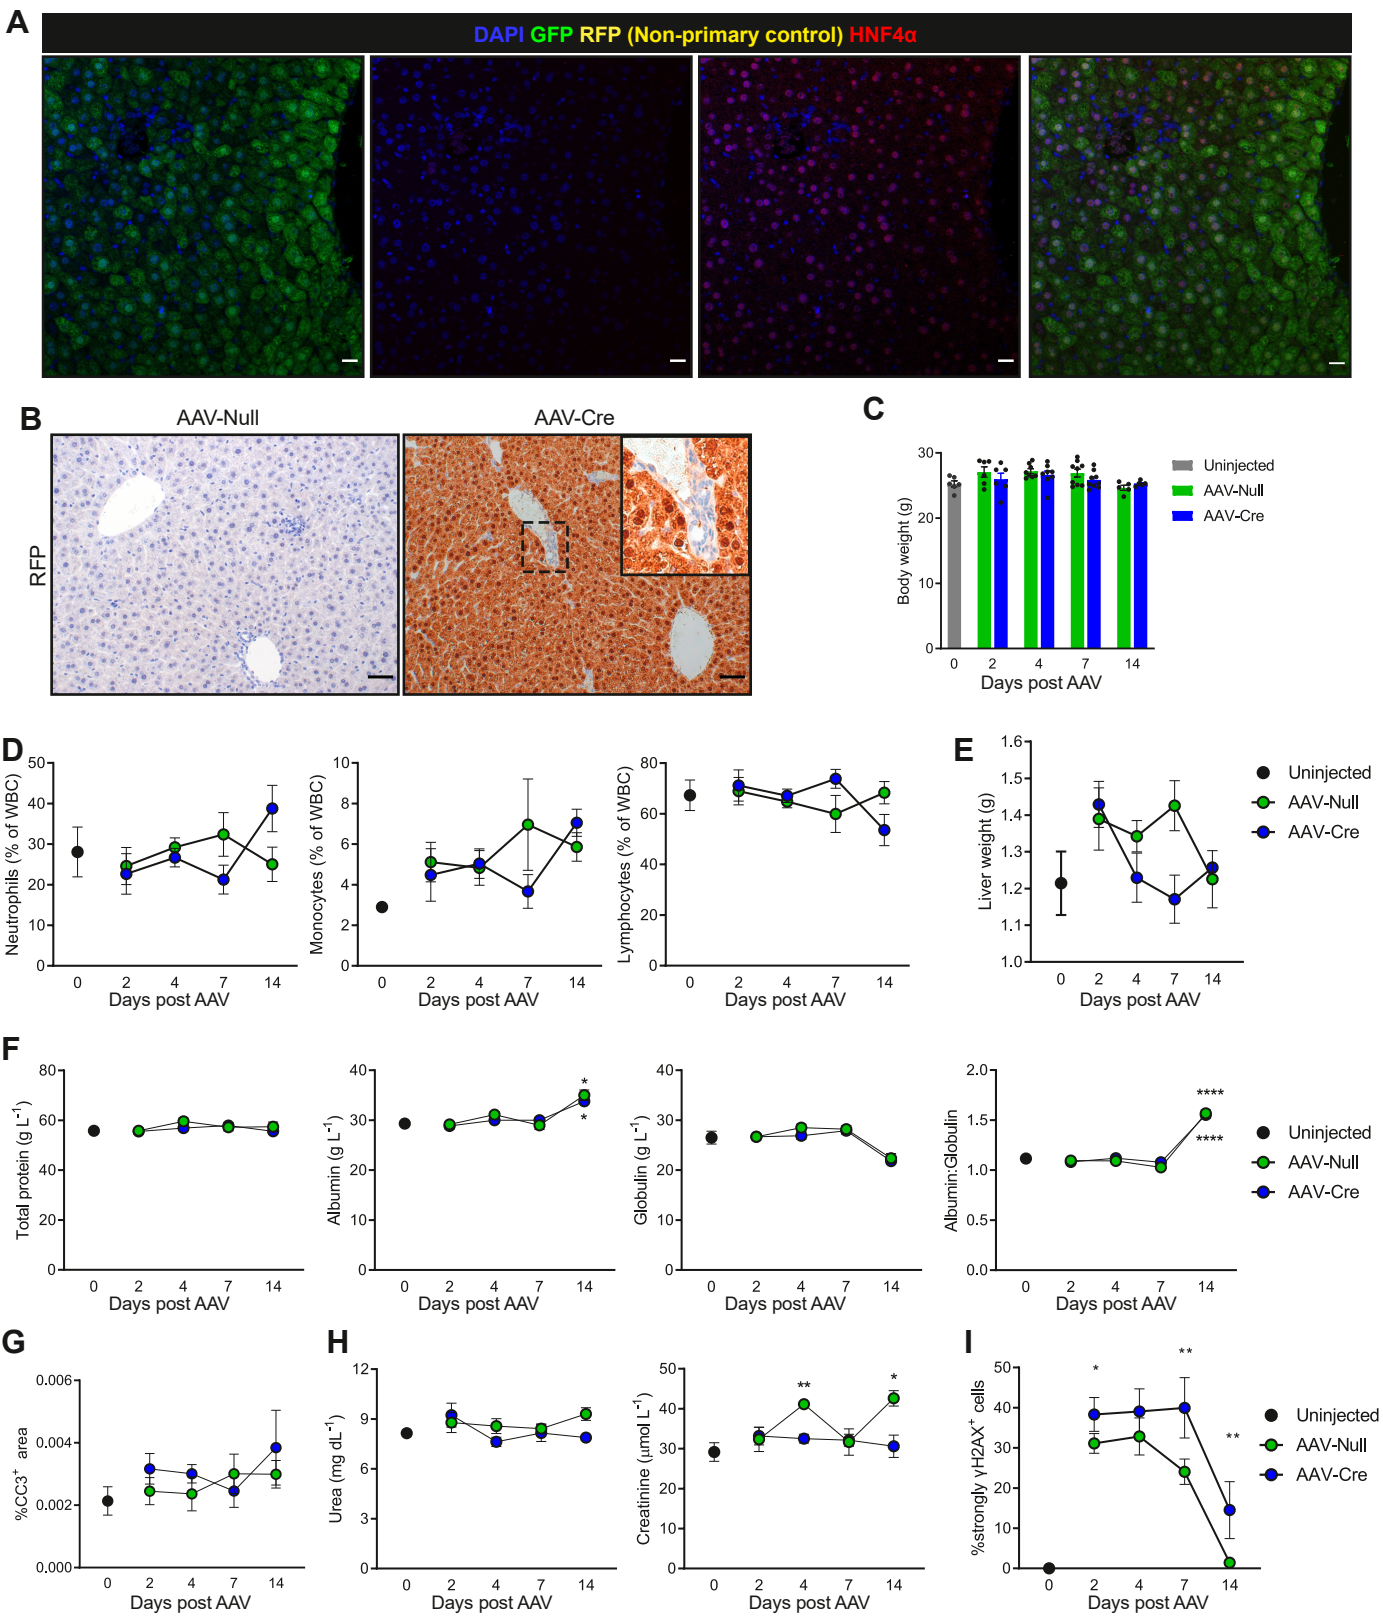 A
DAPI GFP RFP (Non-primary control) HNF4α
B
AAV-Null
AAV-Cre
RFP
C
Body weight (g)
30
20
10
0
0 2 4 7 14
Days post AAV
Uninjected
AAV-Null
AAV-Cre
D
Neutrophils (% of WBC)
50
40
30
20
10
0
0 2 4 7 14
Days post AAV
Monocytes (% of WBC)
10
8
6
4
2
0
0 2 4 7 14
Days post AAV
Lymphocytes (% of WBC)
80
60
40
20
0
0 2 4 7 14
Days post AAV
E
Liver weight (g)
1.6
1.5
1.4
1.3
1.2
1.1
1.0
0 2 4 7 14
Days post AAV
Uninjected
AAV-Null
AAV-Cre
F
Total protein (g L⁻¹)
80
60
40
20
0
0 2 4 7 14
Days post AAV
Albumin (g L⁻¹)
40
30
20
10
0
*
*
0 2 4 7 14
Days post AAV
Globulin (g L⁻¹)
40
30
20
10
0
0 2 4 7 14
Days post AAV
Albumin:Globulin
2.0
1.5
1.0
0.5
0.0
****
****
0 2 4 7 14
Days post AAV
Uninjected
AAV-Null
AAV-Cre
G
%CC3⁺ area
0.006
0.004
0.002
0.000
0 2 4 7 14
Days post AAV
H
Urea (mg dL⁻¹)
12
9
6
3
0
0 2 4 7 14
Days post AAV
Creatinine (µmol L⁻¹)
50
40
30
20
10
0
**
*
0 2 4 7 14
Days post AAV
I
%strongly γH2AX⁺ cells
50
40
30
20
10
0
*
**
**
0 2 4 7 14
Days post AAV
Uninjected
AAV-Null
AAV-Cre